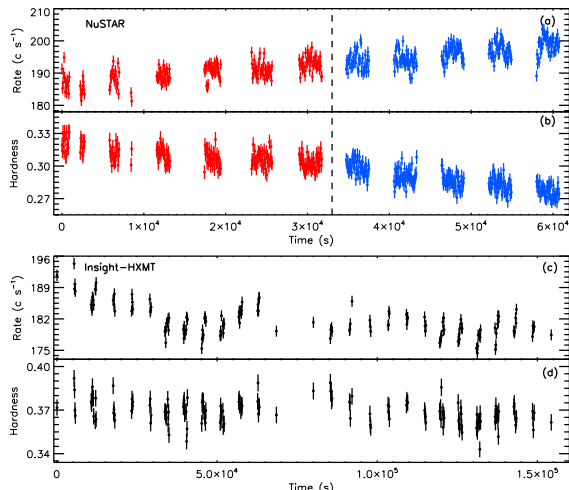 NuSTAR (a)
210
200
190
180
Rate (c s⁻¹)
(b)
0.33
0.30
0.27
Hardness
0 1×10⁴ 2×10⁴ 3×10⁴ 4×10⁴ 5×10⁴ 6×10⁴
Time (s)
Insight−HXMT (c)
196
189
182
175
Rate (c s⁻¹)
(d)
0.40
0.37
0.34
Hardness
5.0×10⁴ 1.0×10⁵ 1.5×10⁵
Time (s)